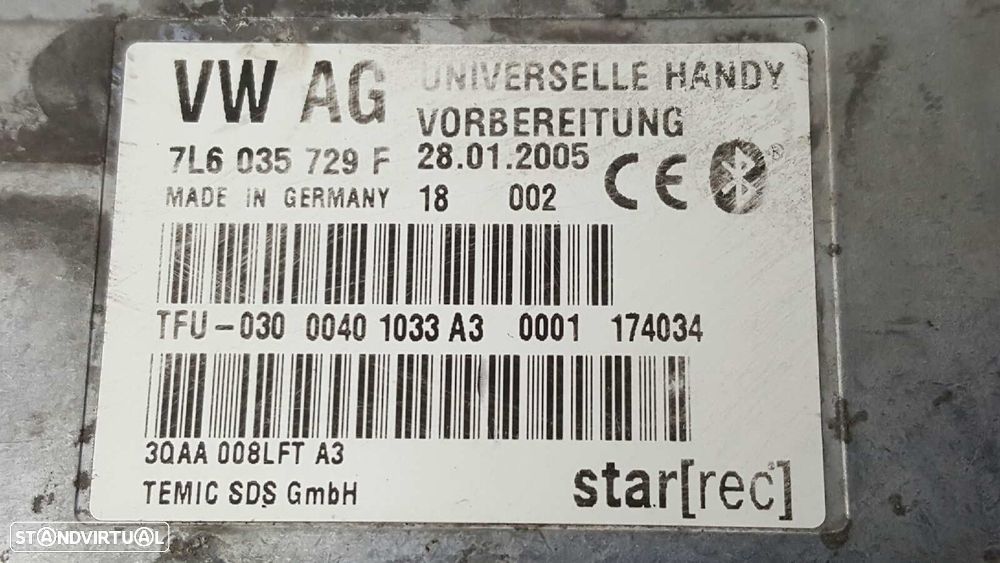 VW AG UNIVERSELLE HANDY
VORBEREITUNG
7L6 035 729 F 28.01.2005
MADE IN GERMANY 18 002
CE
®
TFU-030 0040 1033 A3 0001 174034
3QAA 008LFT A3
TEMIC SDS GmbH
star[rec]
STANDVIRTUAL